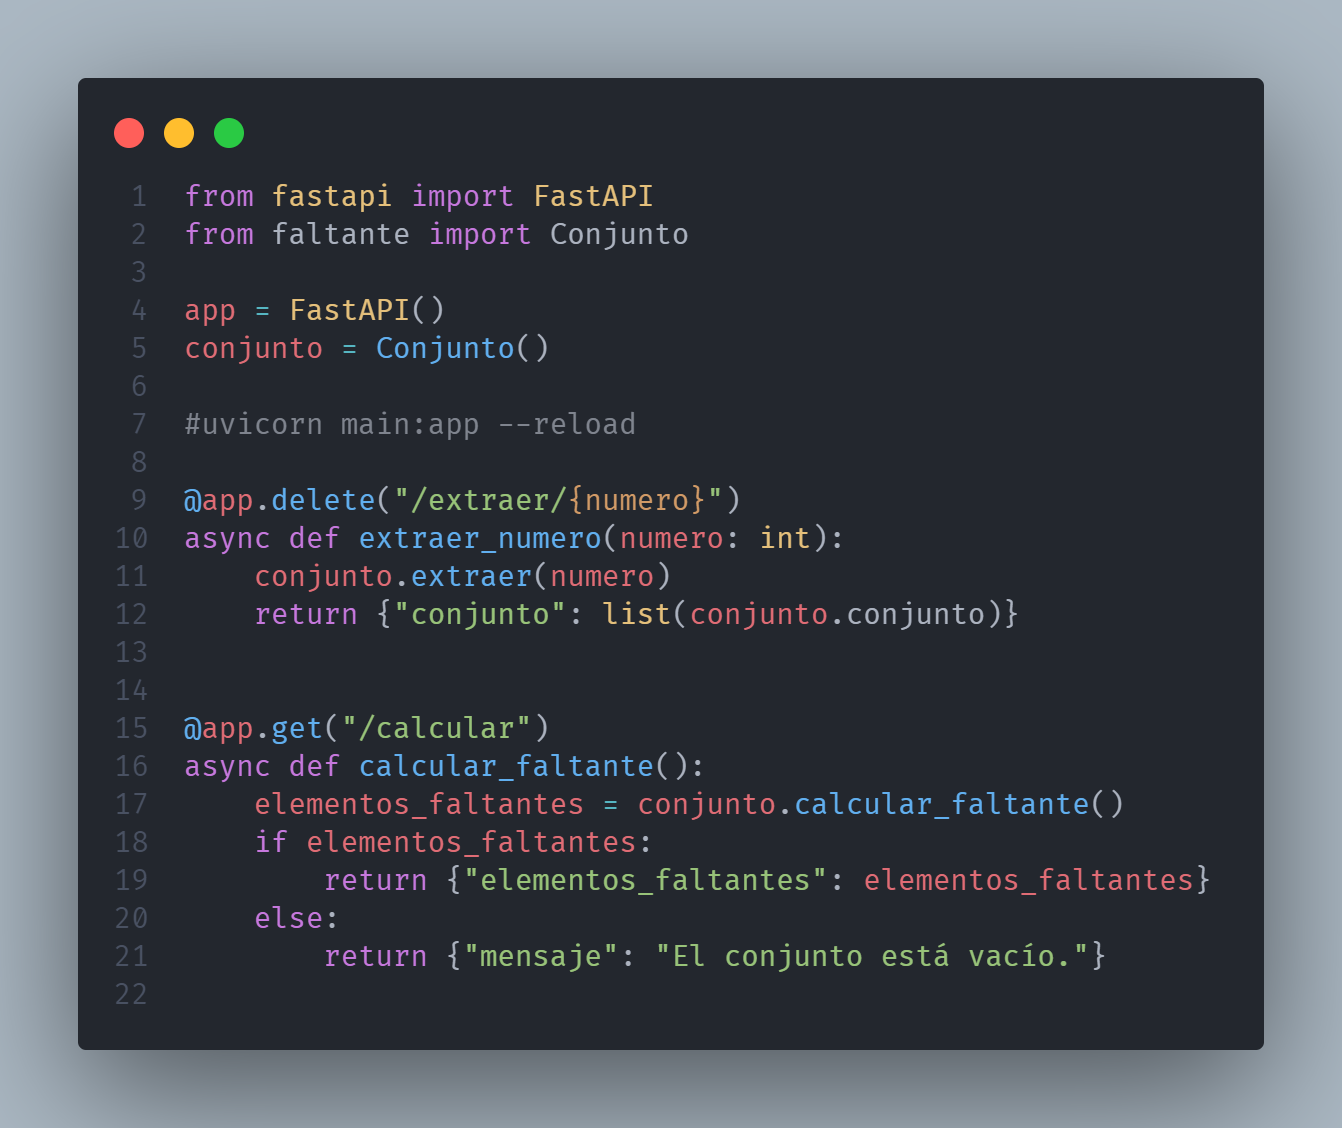 1 from fastapi import FastAPI
2 from faltante import Conjunto
3
4 app = FastAPI()
5 conjunto = Conjunto()
6
7 #uvicorn main:app --reload
8
9 @app.delete("/extraer/{numero}")
10 async def extraer_numero(numero: int):
11     conjunto.extraer(numero)
12     return {"conjunto": list(conjunto.conjunto)}
13
14
15 @app.get("/calcular")
16 async def calcular_faltante():
17     elementos_faltantes = conjunto.calcular_faltante()
18     if elementos_faltantes:
19         return {"elementos_faltantes": elementos_faltantes}
20     else:
21         return {"mensaje": "El conjunto está vacío."}
22